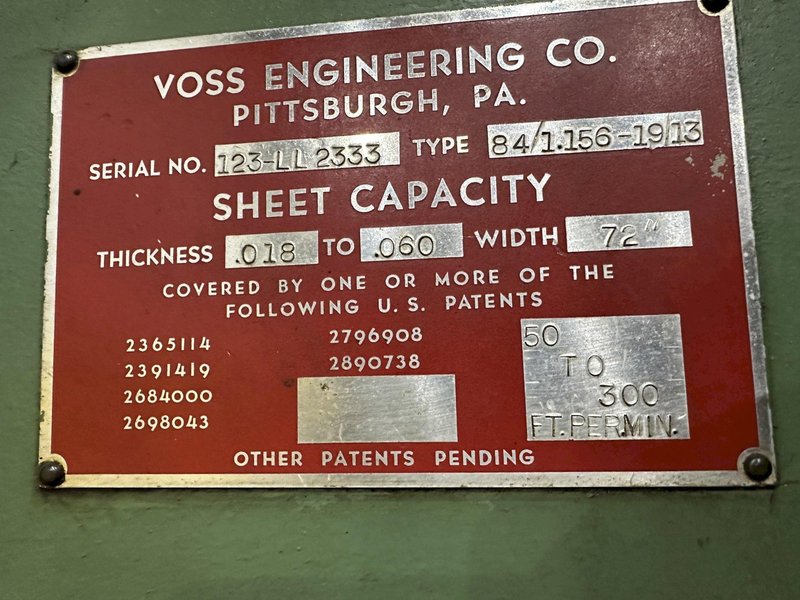 VOSS ENGINEERING CO.
PITTSBURGH, PA.
SERIAL NO. 123-LL 2333 TYPE 84/1.156-19/13
SHEET CAPACITY
THICKNESS .018 TO .060 WIDTH 72"
COVERED BY ONE OR MORE OF THE
FOLLOWING U.S. PATENTS
2365114
2391419
2684000
2698043
2796908
2890738
50
TO
300
FT. PER.MIN.
OTHER PATENTS PENDING